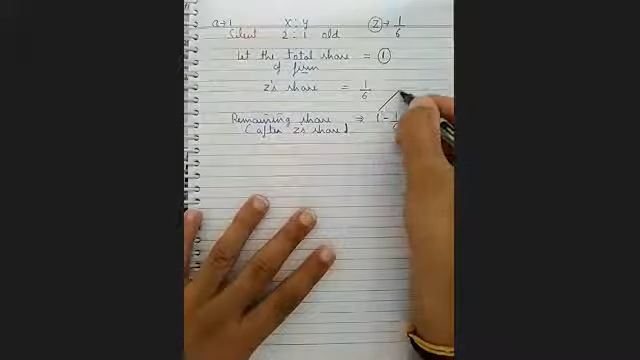 Q→1 X : Y (Z) → 1/6
Silent 2 : 1 old
Let the total share = (1)
of firm
Z's share = 1/6
Remaining share ⇒ 1 - 1/6
(after Z's share)